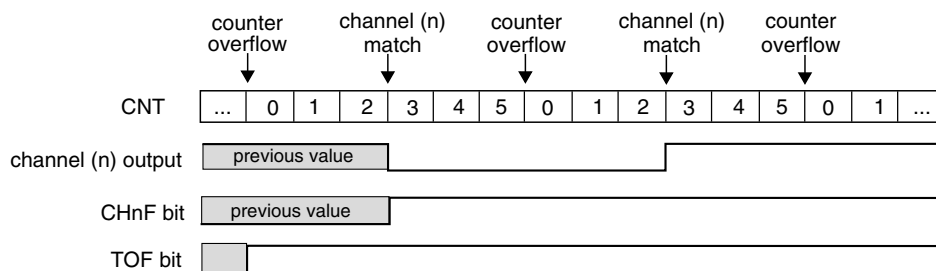 counter overflow
channel (n) match
counter overflow
channel (n) match
counter overflow
CNT ... 0 1 2 3 4 5 0 1 2 3 4 5 0 1 ...
channel (n) output previous value
CHnF bit previous value
TOF bit